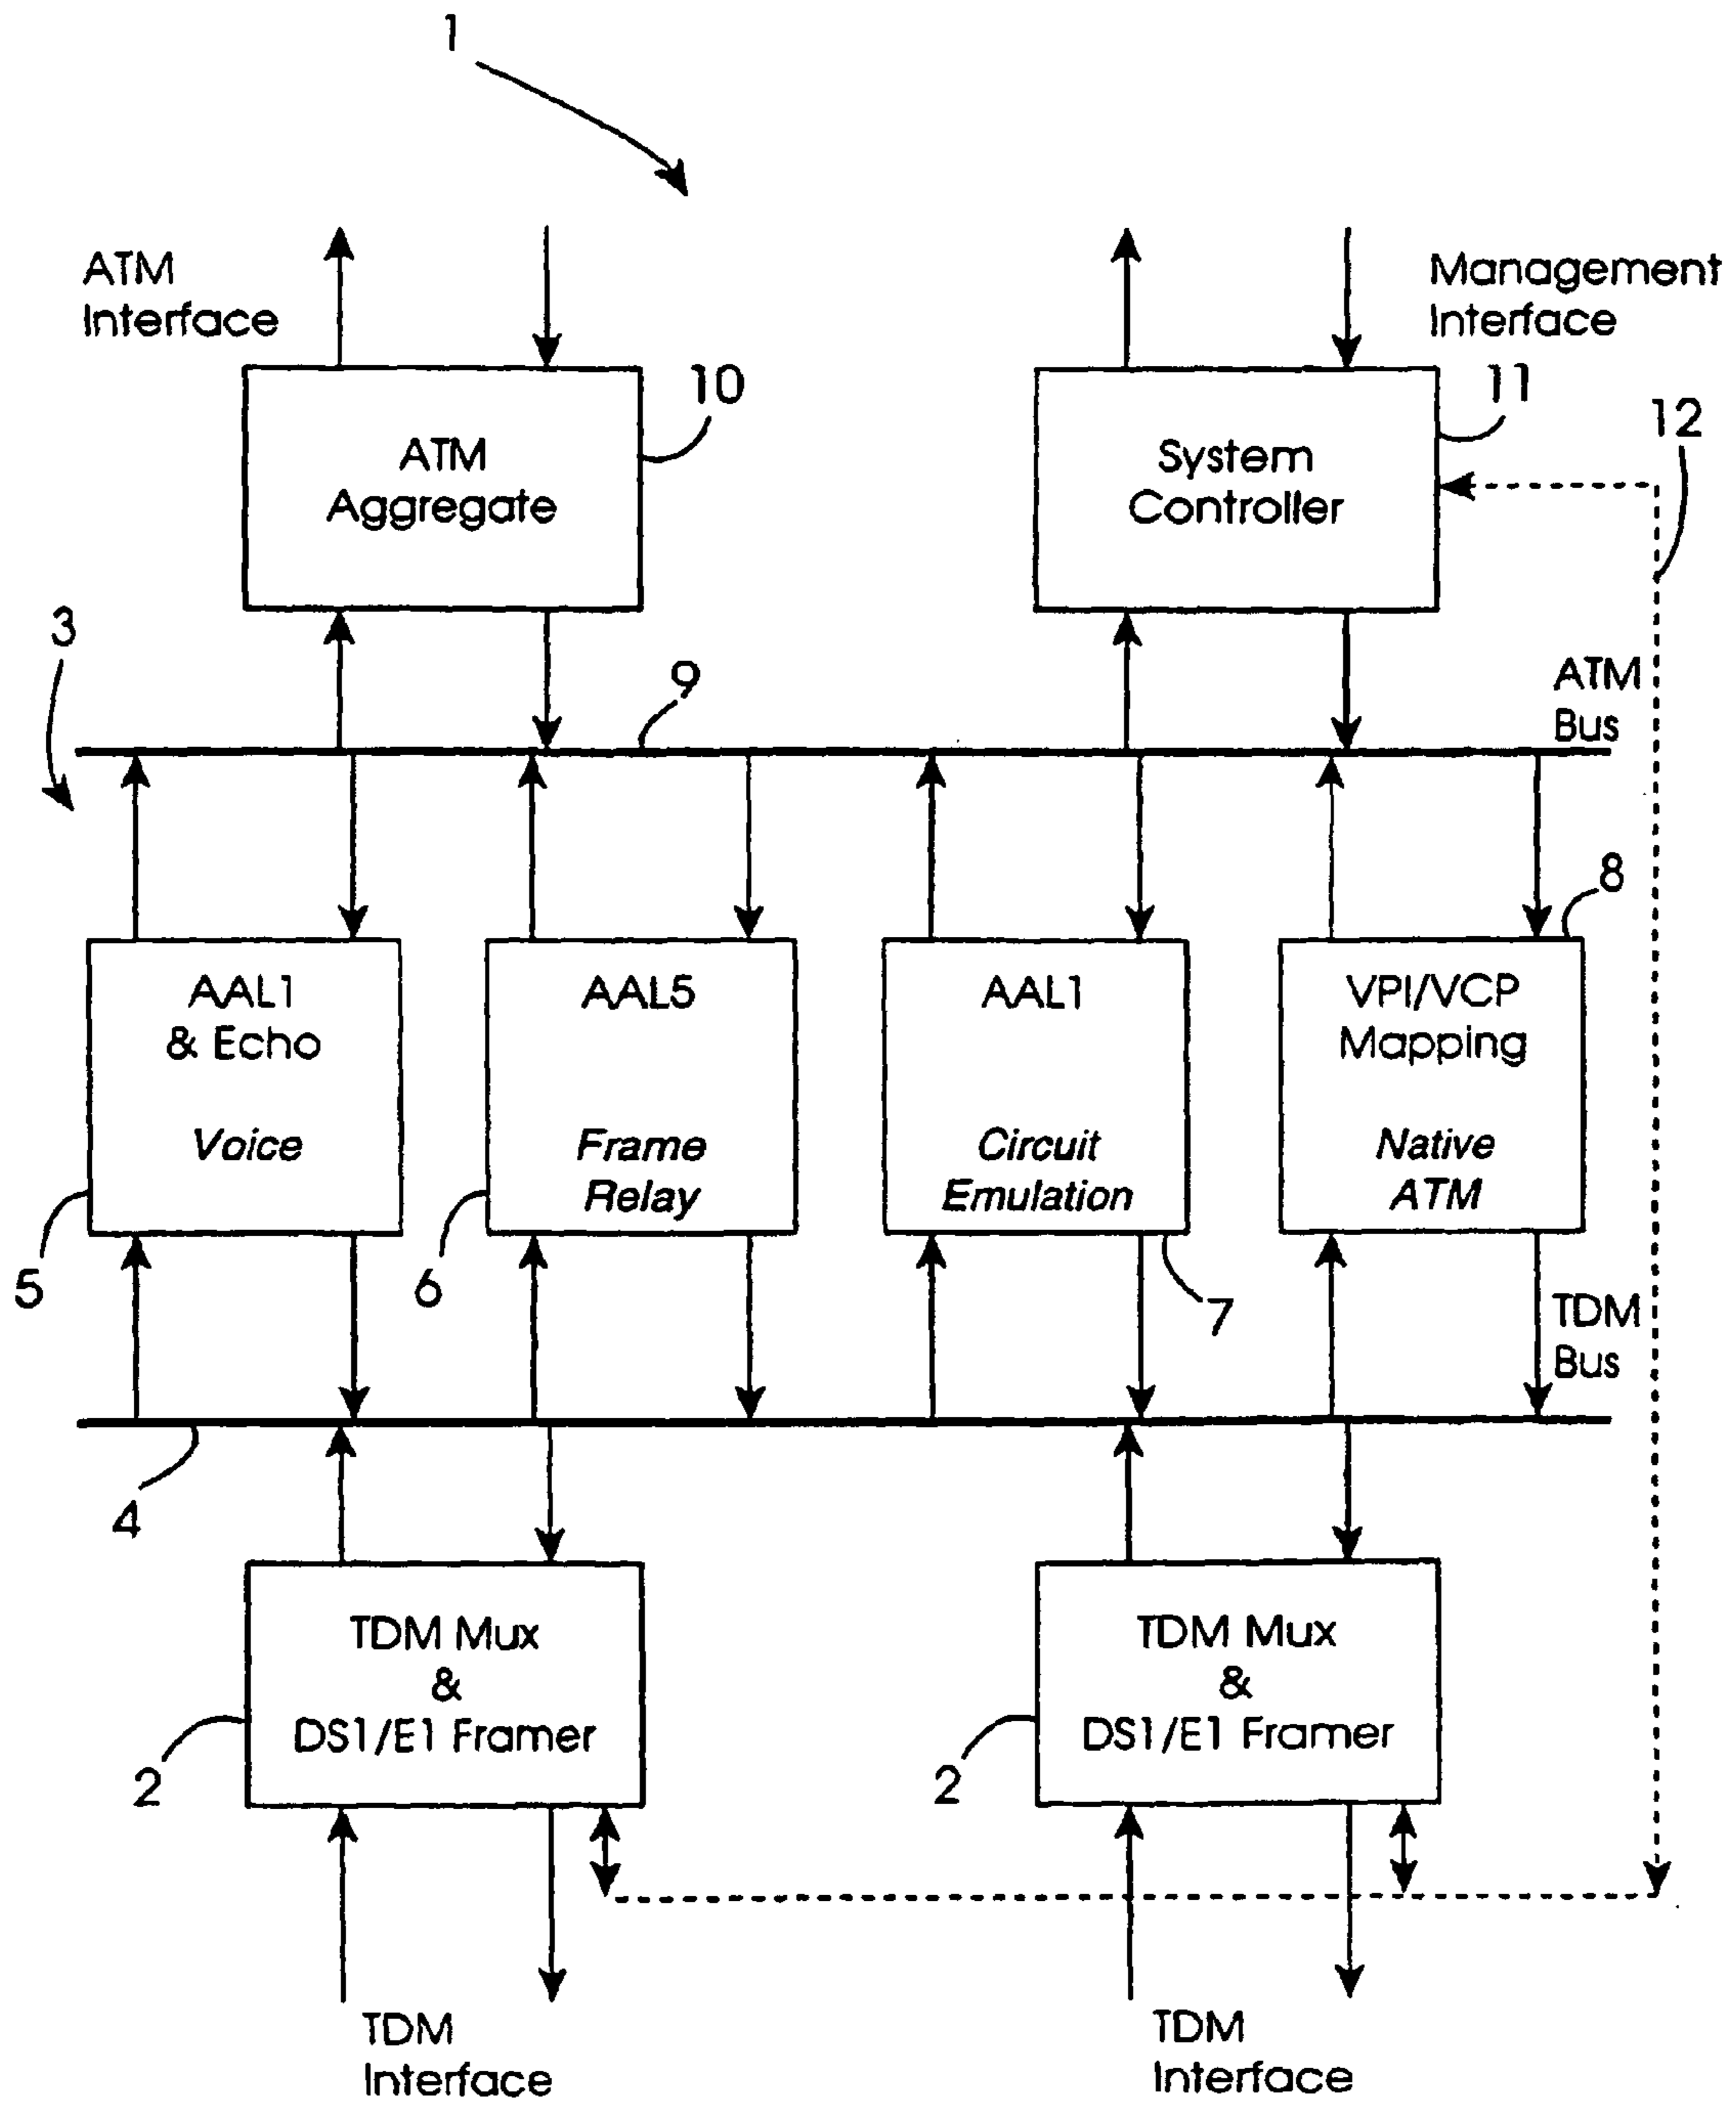 1
ATM
Interface
Management
Interface
10
11
12
ATM
Aggregate
System
Controller
3
9
ATM
Bus
8
AAL1
& Echo
Voice
AAL5
Frame
Relay
AAL1
Circuit
Emulation
VPI/VCP
Mapping
Native
ATM
5
6
7
TDM
Bus
4
TDM Mux
&
DS1/E1 Framer
TDM Mux
&
DS1/E1 Framer
2
2
TDM
Interface
TDM
Interface